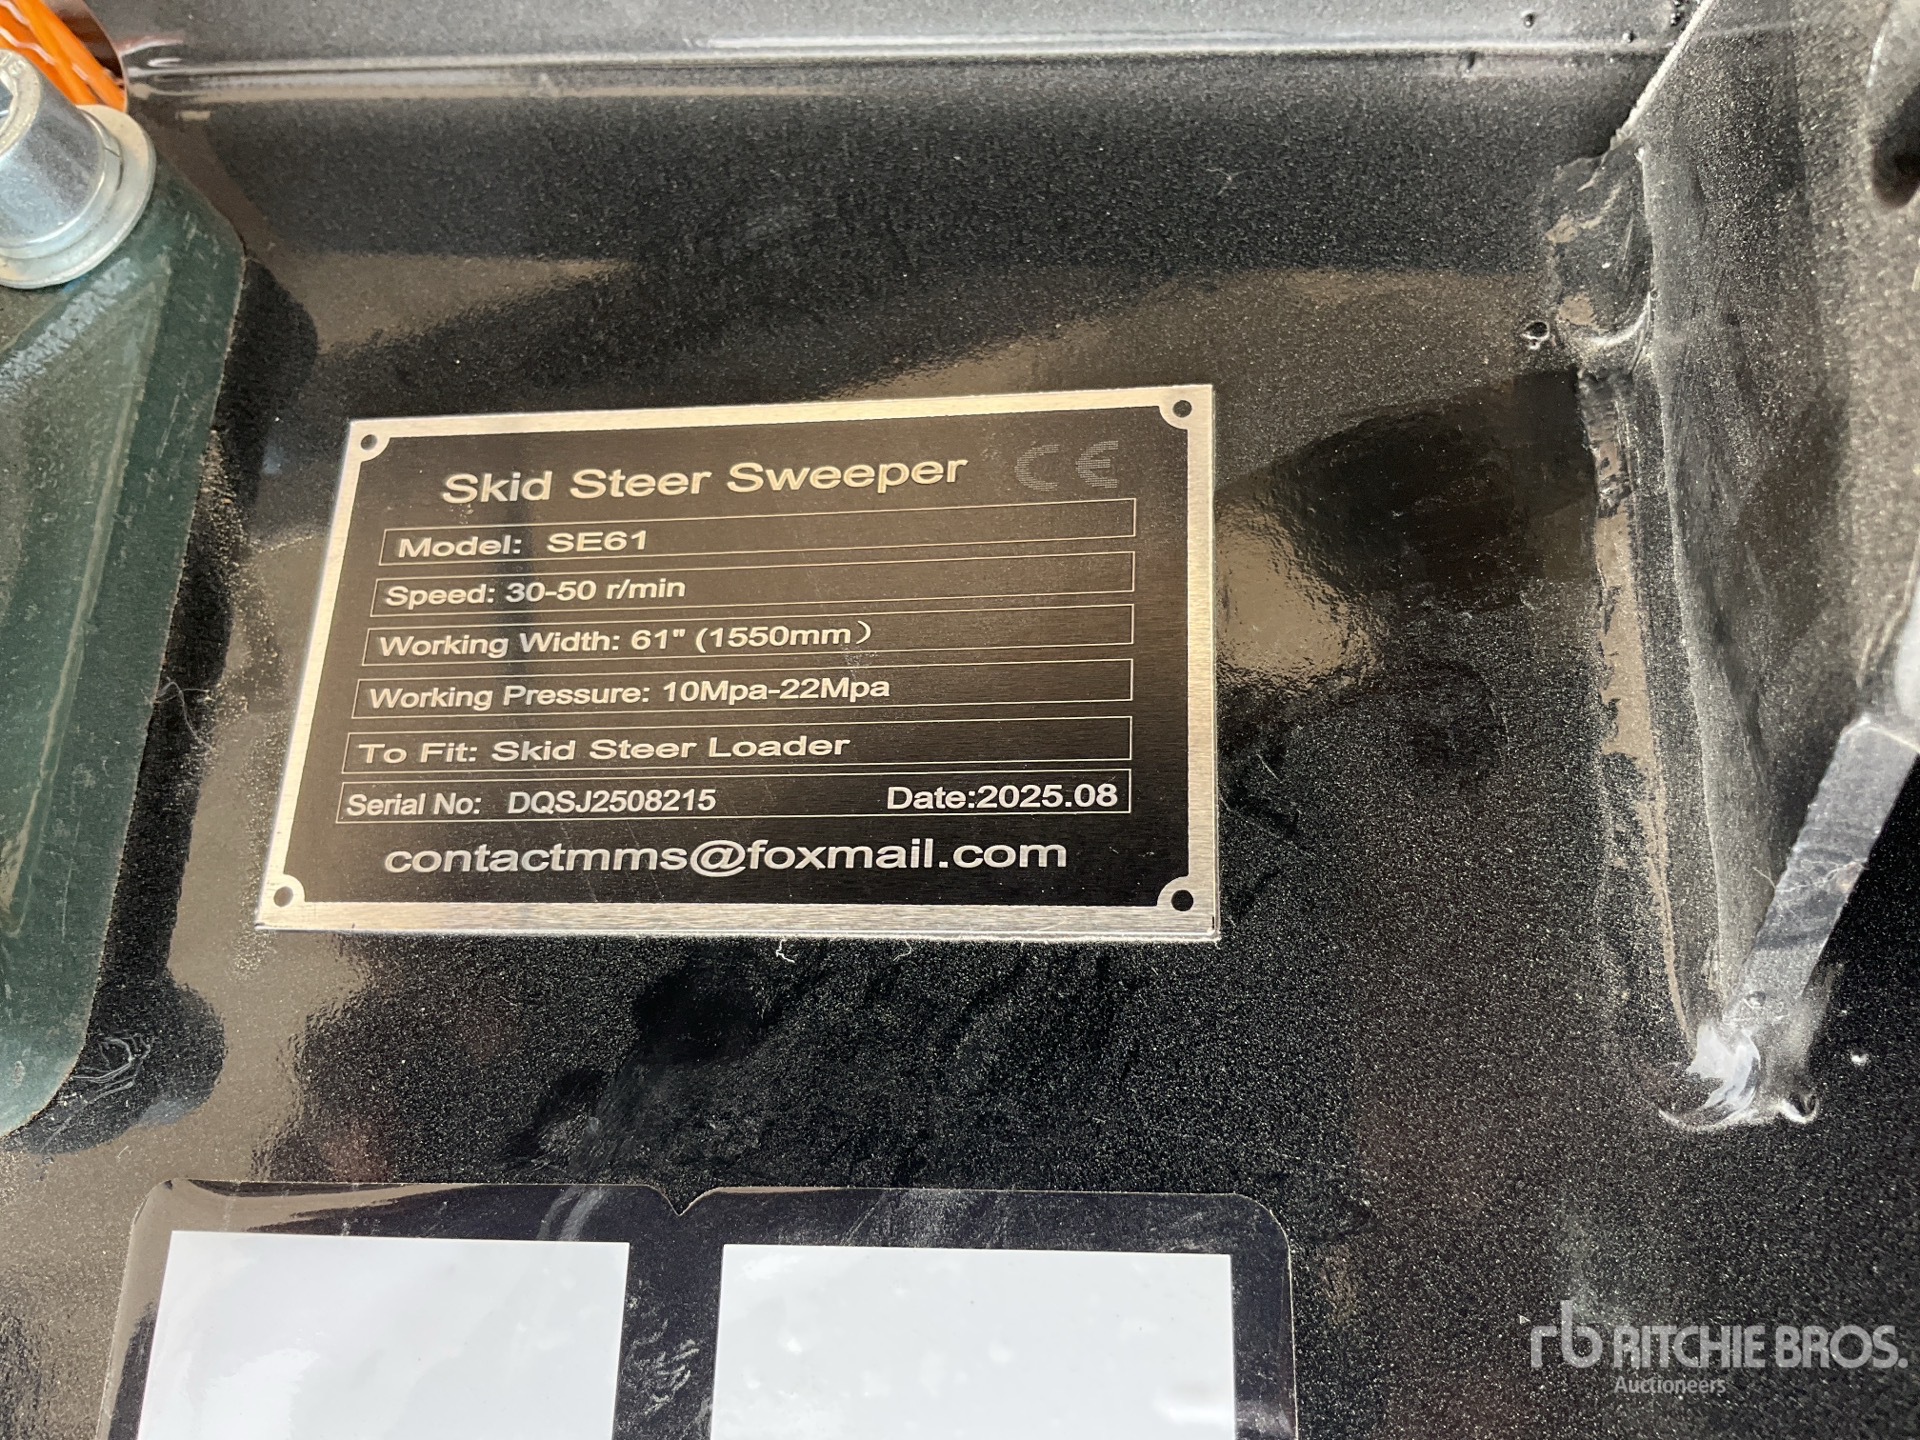 Skid Steer Sweeper CE
Model: SE61
Speed: 30-50 r/min
Working Width: 61" (1550mm）
Working Pressure: 10Mpa-22Mpa
To Fit: Skid Steer Loader
Serial No: DQSJ2508215 Date:2025.08
contactmms@foxmail.com
rb RITCHIE BROS.
Auctioneers